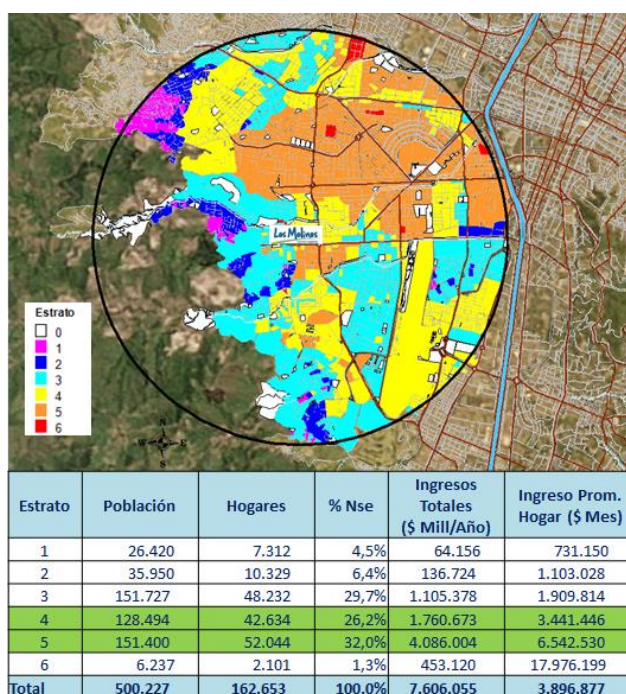 Los Molinos
Estrato
0
1
2
3
4
5
6
N
W E
S
Estrato Población Hogares % Nse Ingresos Totales ($ Mill/Año) Ingreso Prom. Hogar ($ Mes)
1 26.420 7.312 4,5% 64.156 731.150
2 35.950 10.329 6,4% 136.724 1.103.028
3 151.727 48.232 29,7% 1.105.378 1.909.814
4 128.494 42.634 26,2% 1.760.673 3.441.446
5 151.400 52.044 32,0% 4.086.004 6.542.530
6 6.237 2.101 1,3% 453.120 17.976.199
Total 500.227 162.653 100,0% 7.606.055 3.896.877